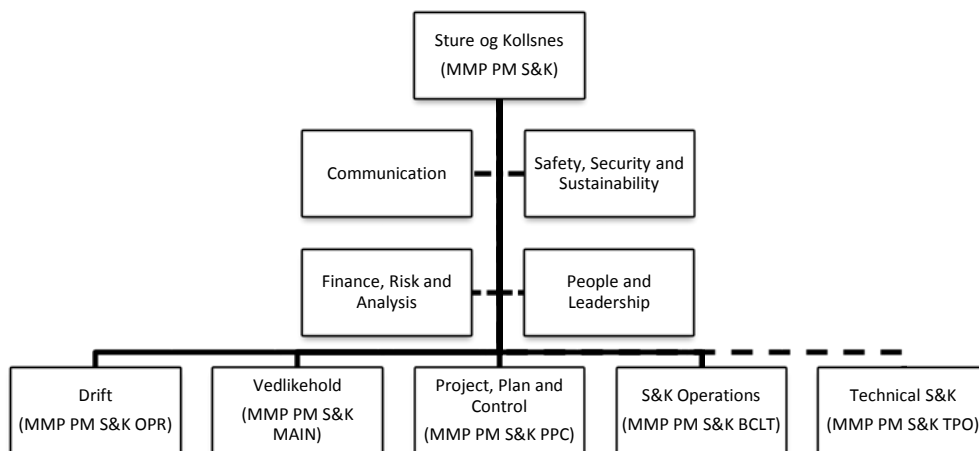 Sture og Kollsnes
(MMP PM S&K)
Communication
Safety, Security and
Sustainability
Finance, Risk and
Analysis
People and
Leadership
Drift
(MMP PM S&K OPR)
Vedlikehold
(MMP PM S&K
MAIN)
Project, Plan and
Control
(MMP PM S&K PPC)
S&K Operations
(MMP PM S&K BCLT)
Technical S&K
(MMP PM S&K TPO)